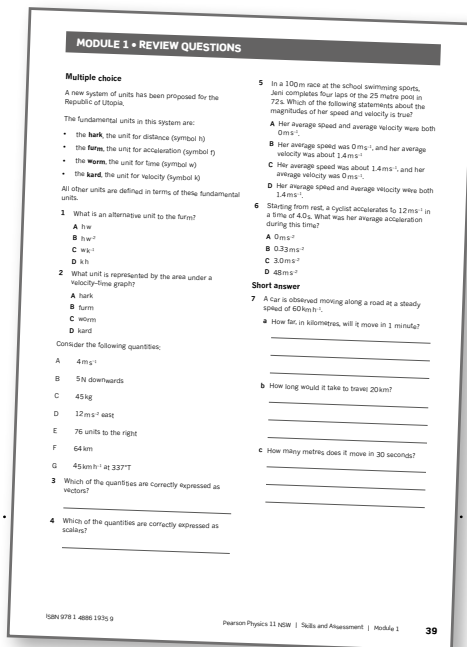 MODULE 1 • REVIEW QUESTIONS
Multiple choice
A new system of units has been proposed for the
Republic of Utopia.
The fundamental units in this system are:
• the hark, the unit for distance (symbol h)
• the furm, the unit for acceleration (symbol f)
• the worm, the unit for time (symbol w)
• the kard, the unit for velocity (symbol k)
All other units are defined in terms of these fundamental
units.
1 What is an alternative unit to the furm?
A hw
B hw⁻²
C wk⁻¹
D kh
2 What unit is represented by the area under a
velocity–time graph?
A hark
B furm
C worm
D kard
Consider the following quantities:
A 4 m s⁻¹
B 5 N downwards
C 45 kg
D 12 m s⁻² east
E 76 units to the right
F 64 km
G 45 km h⁻¹ at 337°T
3 Which of the quantities are correctly expressed as
vectors?
4 Which of the quantities are correctly expressed as
scalars?
5 In a 100 m race at the school swimming sports,
Jeni completes four laps of the 25 metre pool in
72 s. Which of the following statements about the
magnitudes of her speed and velocity is true?
A Her average speed and average velocity were both
0 m s⁻¹.
B Her average speed was 0 m s⁻¹, and her average
velocity was about 1.4 m s⁻¹
C Her average speed was about 1.4 m s⁻¹, and her
average velocity was 0 m s⁻¹.
D Her average speed and average velocity were both
1.4 m s⁻¹.
6 Starting from rest, a cyclist accelerates to 12 m s⁻¹ in
a time of 4.0 s. What was her average acceleration
during this time?
A 0 m s⁻²
B 0.33 m s⁻²
C 3.0 m s⁻²
D 48 m s⁻²
Short answer
7 A car is observed moving along a road at a steady
speed of 60 km h⁻¹.
a How far, in kilometres, will it move in 1 minute?
b How long would it take to travel 20 km?
c How many metres does it move in 30 seconds?
ISBN 978 1 4886 1935 9
Pearson Physics 11 NSW | Skills and Assessment | Module 1 39